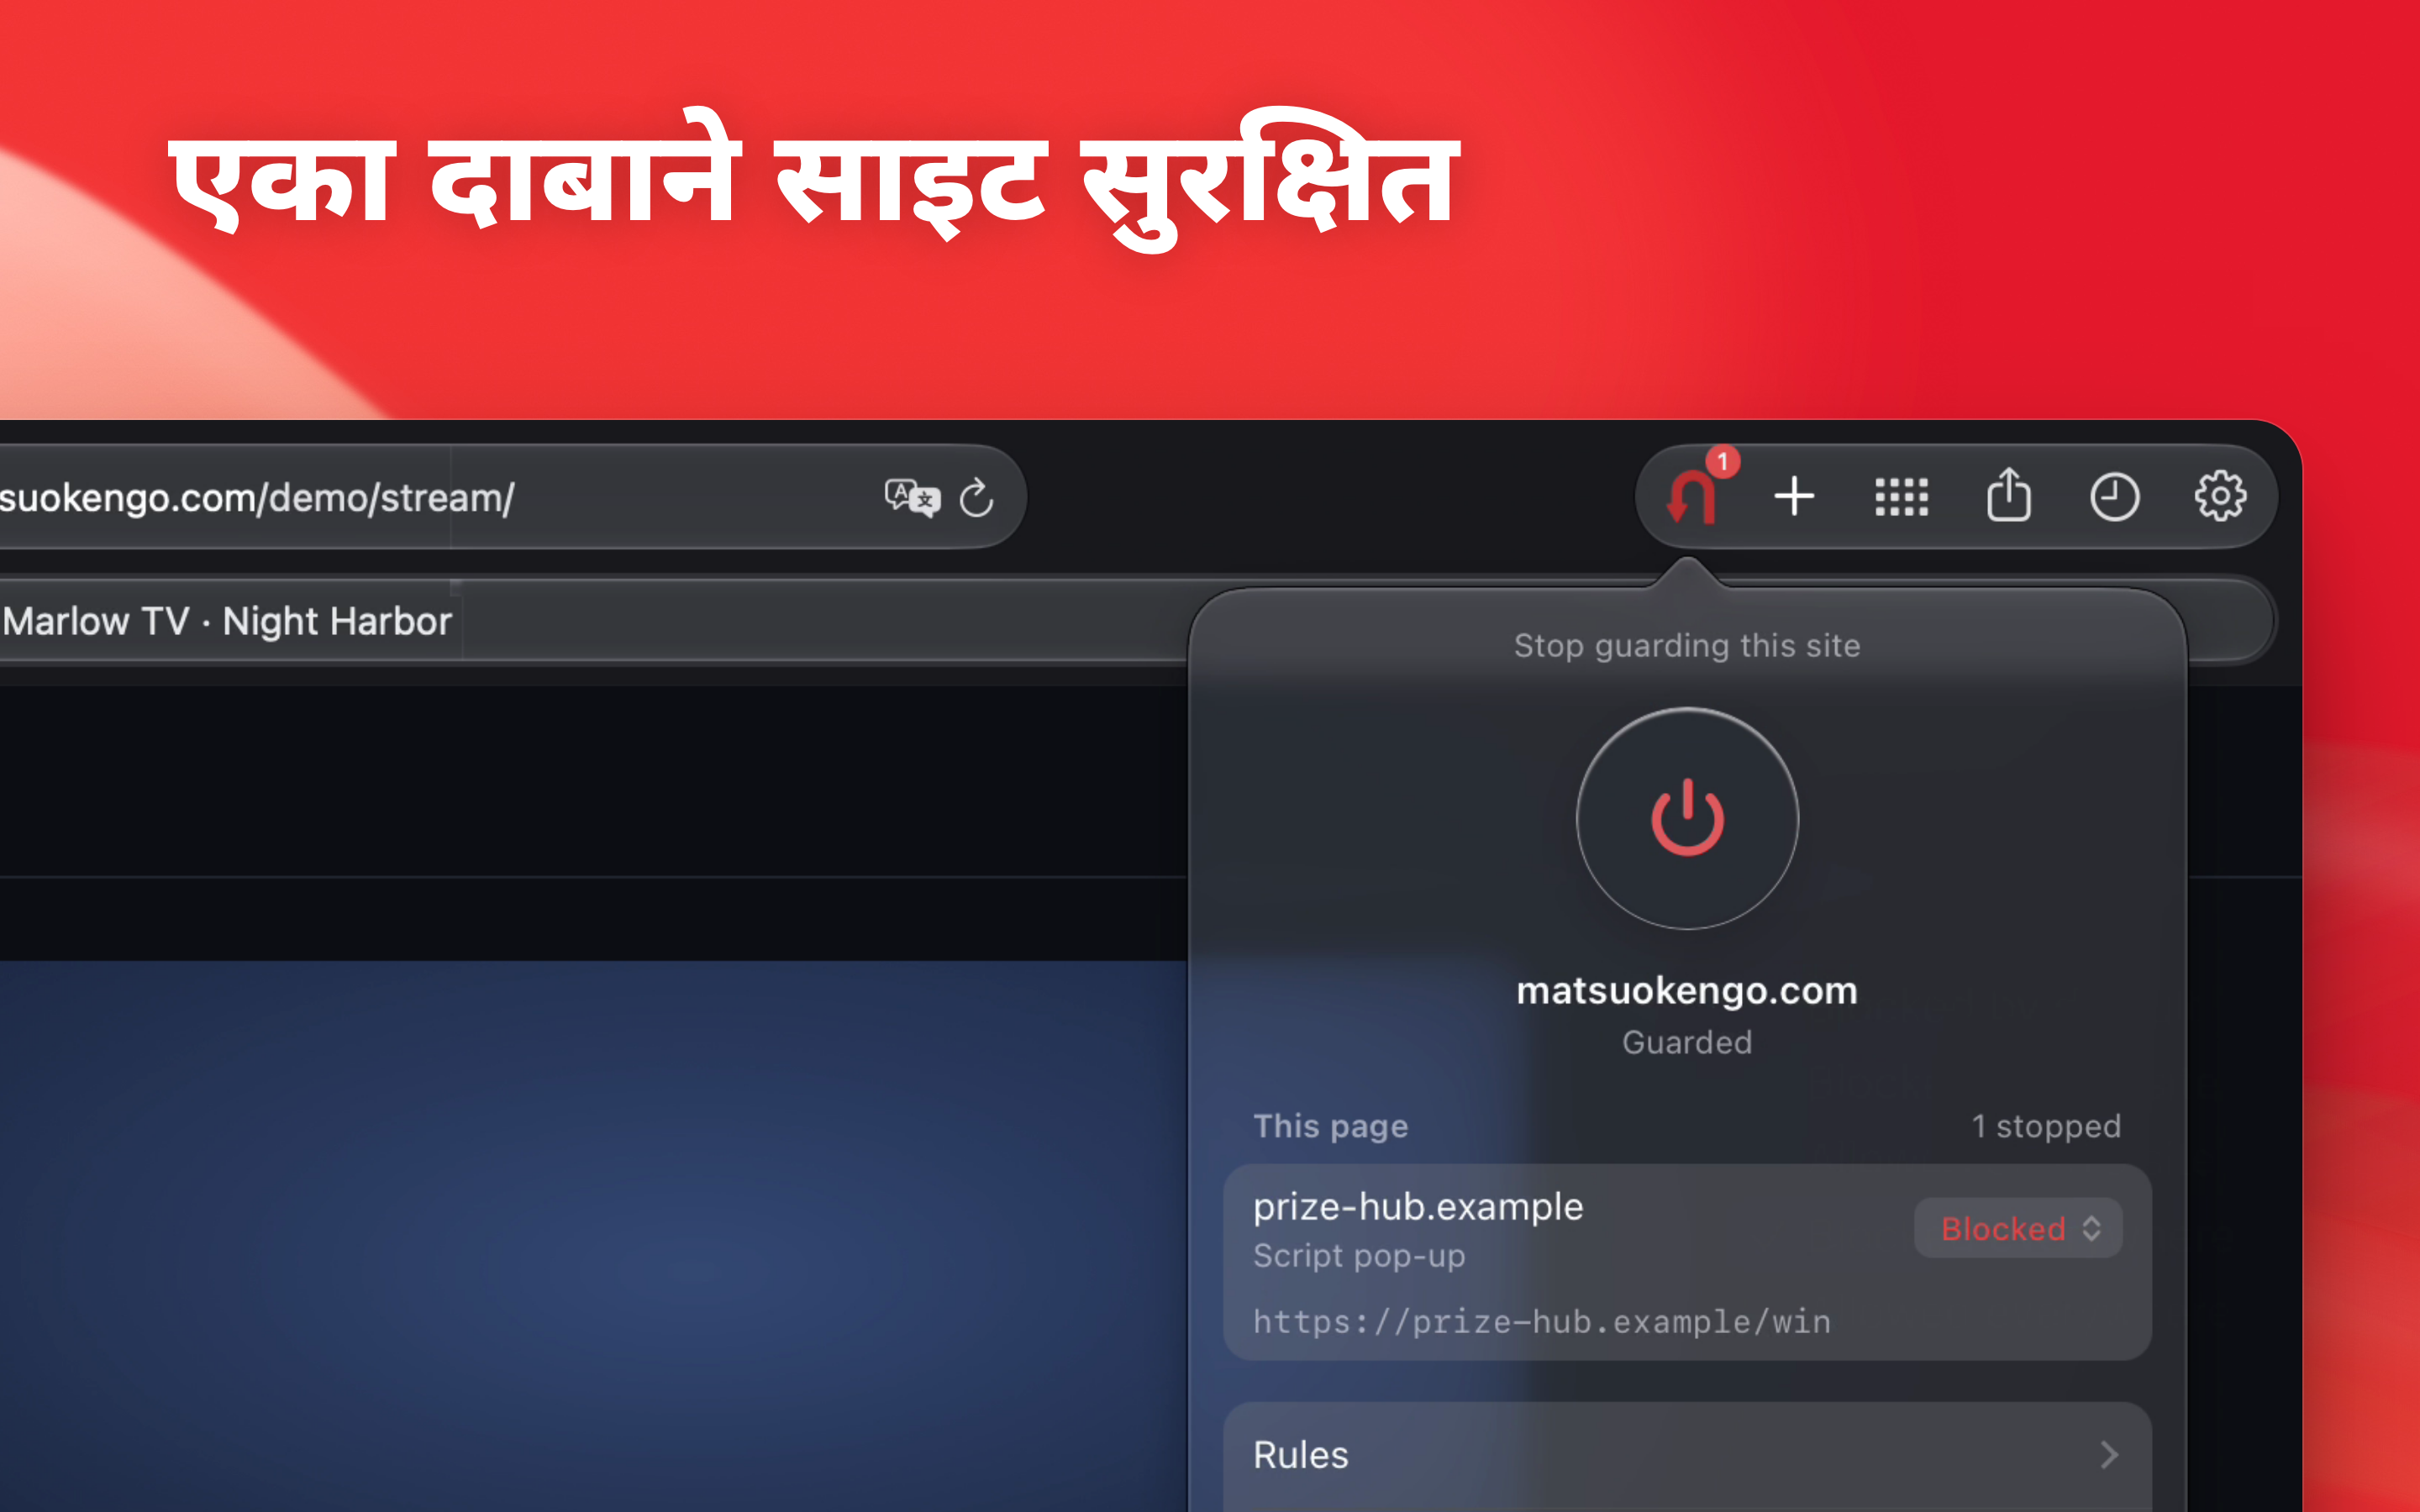 एका दाबाने साइट सुरक्षित
suokengo.com/demo/stream/
1
Marlow TV · Night Harbor
Stop guarding this site
matsuokengo.com
Guarded
This page
1 stopped
prize-hub.example
Script pop-up
Blocked
https://prize-hub.example/win
Rules